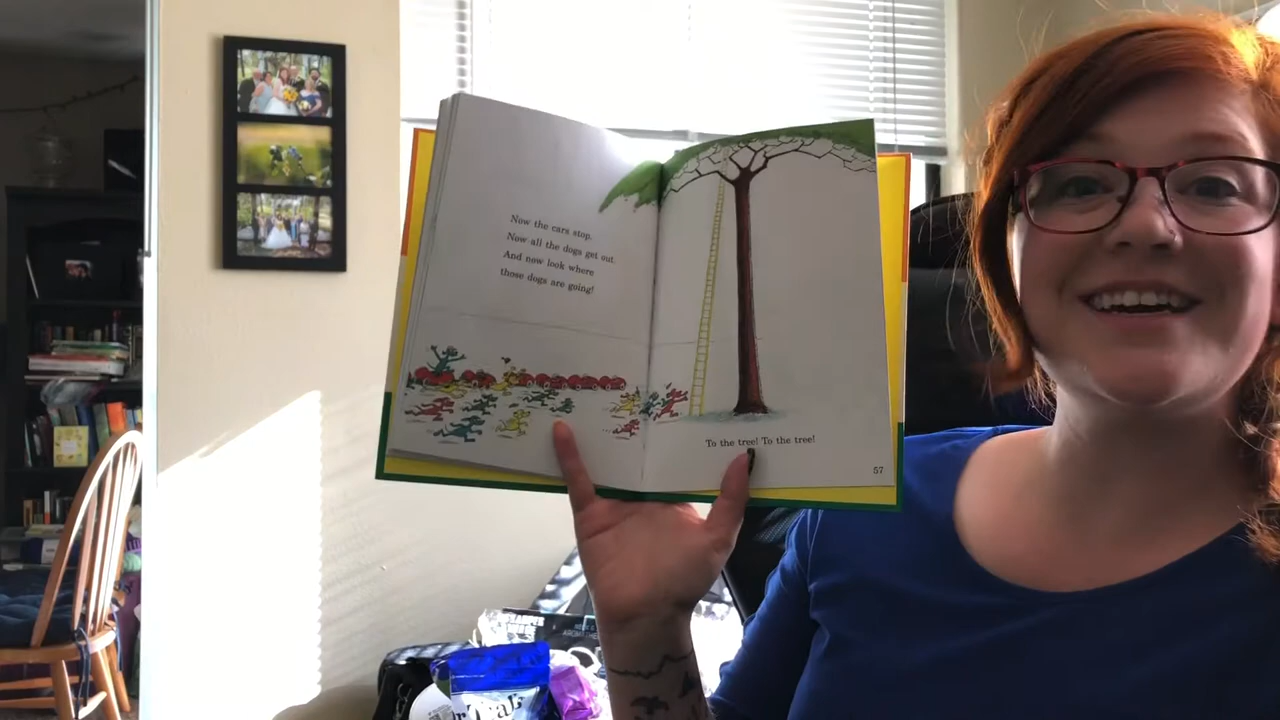 Now the cars stop.
Now all the dogs get out.
And now look where
those dogs are going!
To the tree! To the tree!
57